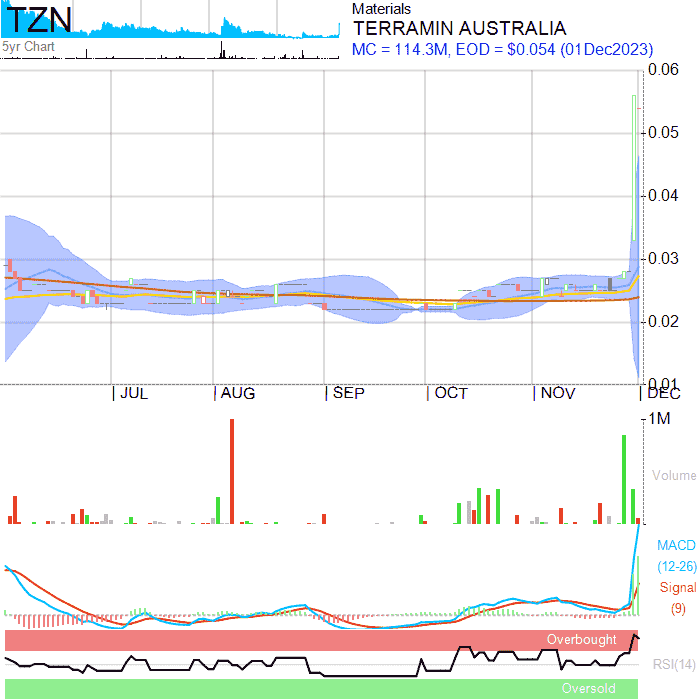 TZN
5yr Chart
Materials
TERRAMIN AUSTRALIA
MC = 114.3M, EOD = $0.054 (01Dec2023)
0.06
0.05
0.04
0.03
0.02
0.01
JUL AUG SEP OCT NOV DEC
1M
Volume
MACD
(12-26)
Signal
(9)
Overbought
RSI(14)
Oversold